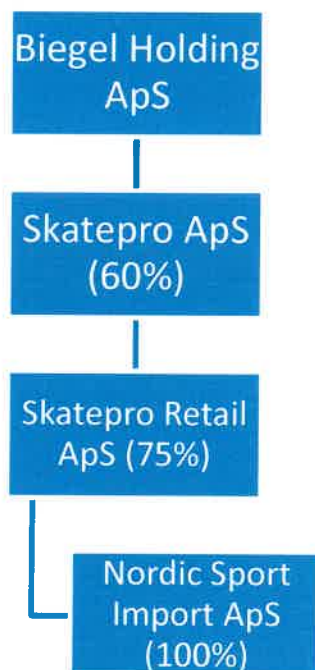 Biegel Holding
ApS
Skatepro ApS
(60%)
Skatepro Retail
ApS (75%)
Nordic Sport
Import ApS
(100%)